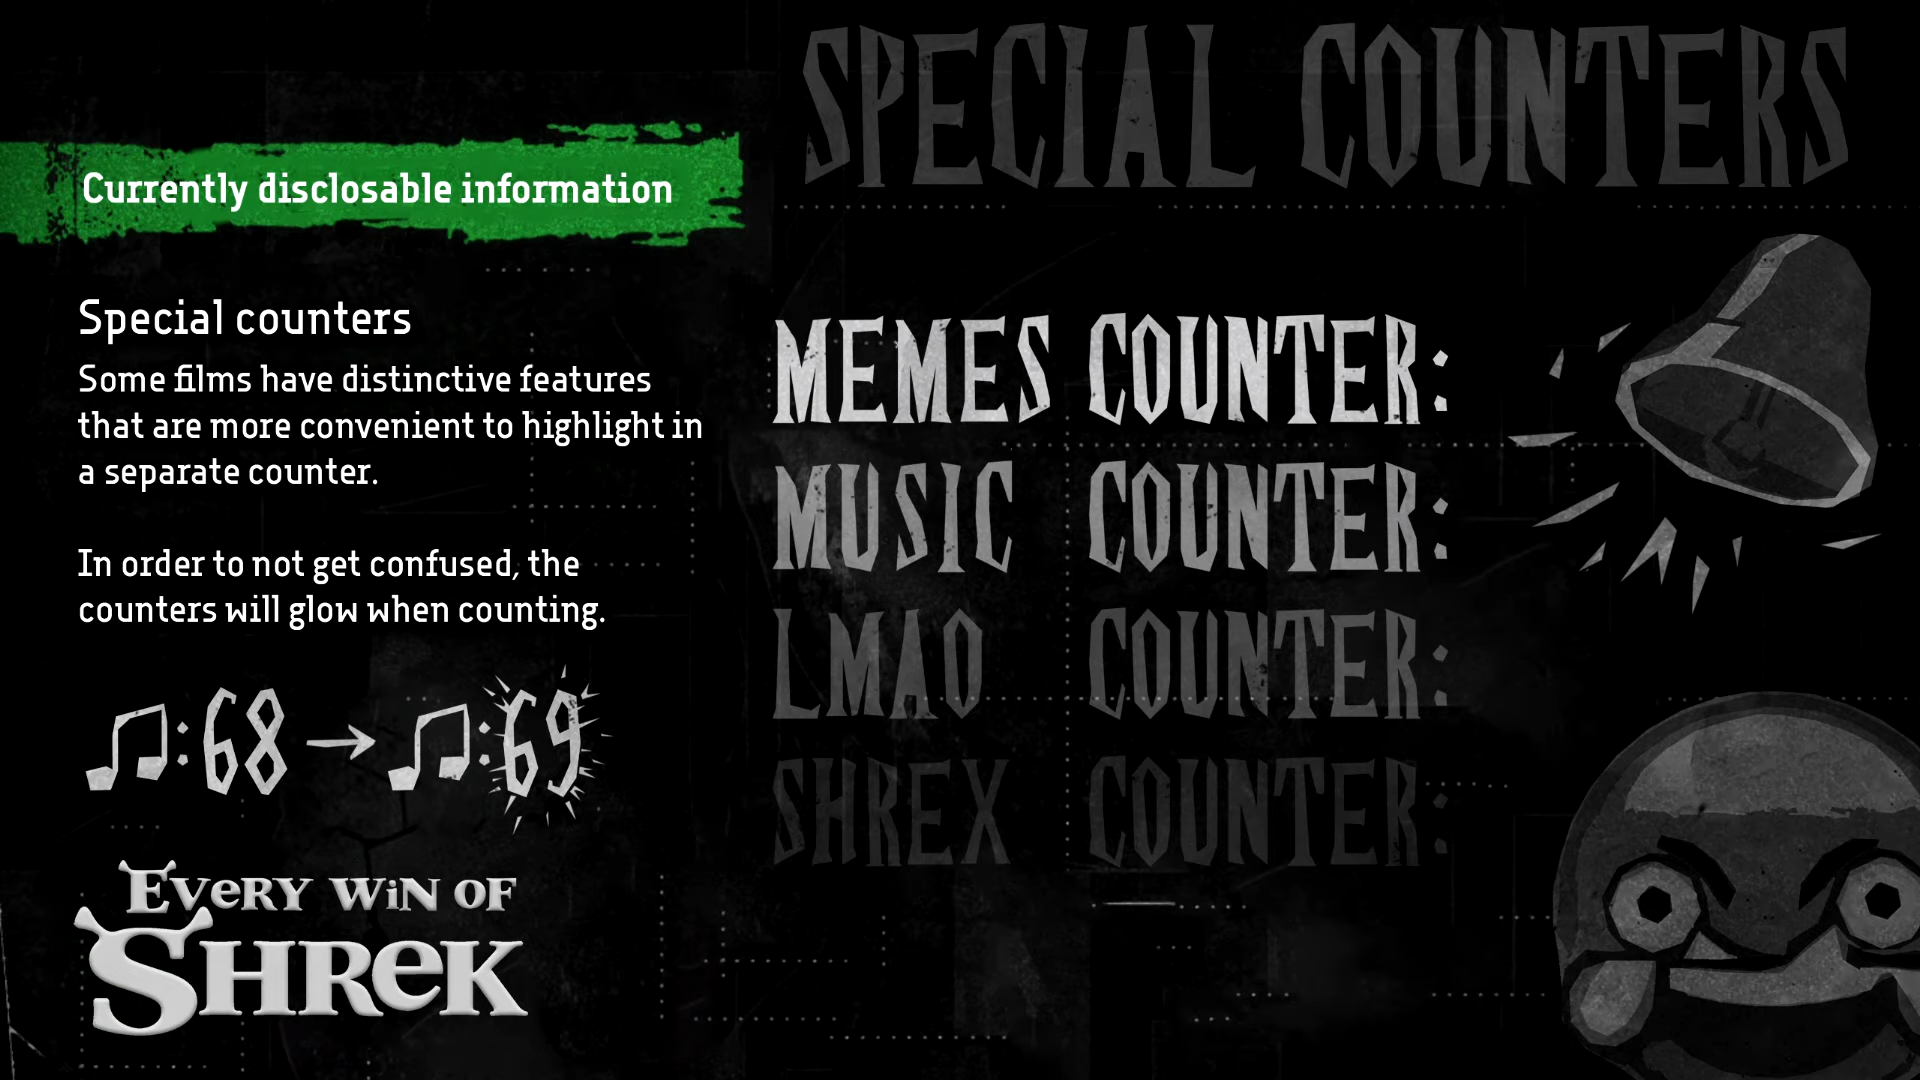 SPECIAL COUNTERS
Currently disclosable information
Special counters
Some films have distinctive features
that are more convenient to highlight in
a separate counter.
In order to not get confused, the
counters will glow when counting.
♫:68 → ♫:69
EVeRY WiN OF
SHReK
MEMES COUNTER:
MUSIC COUNTER:
LMAO COUNTER:
SHREX COUNTER: